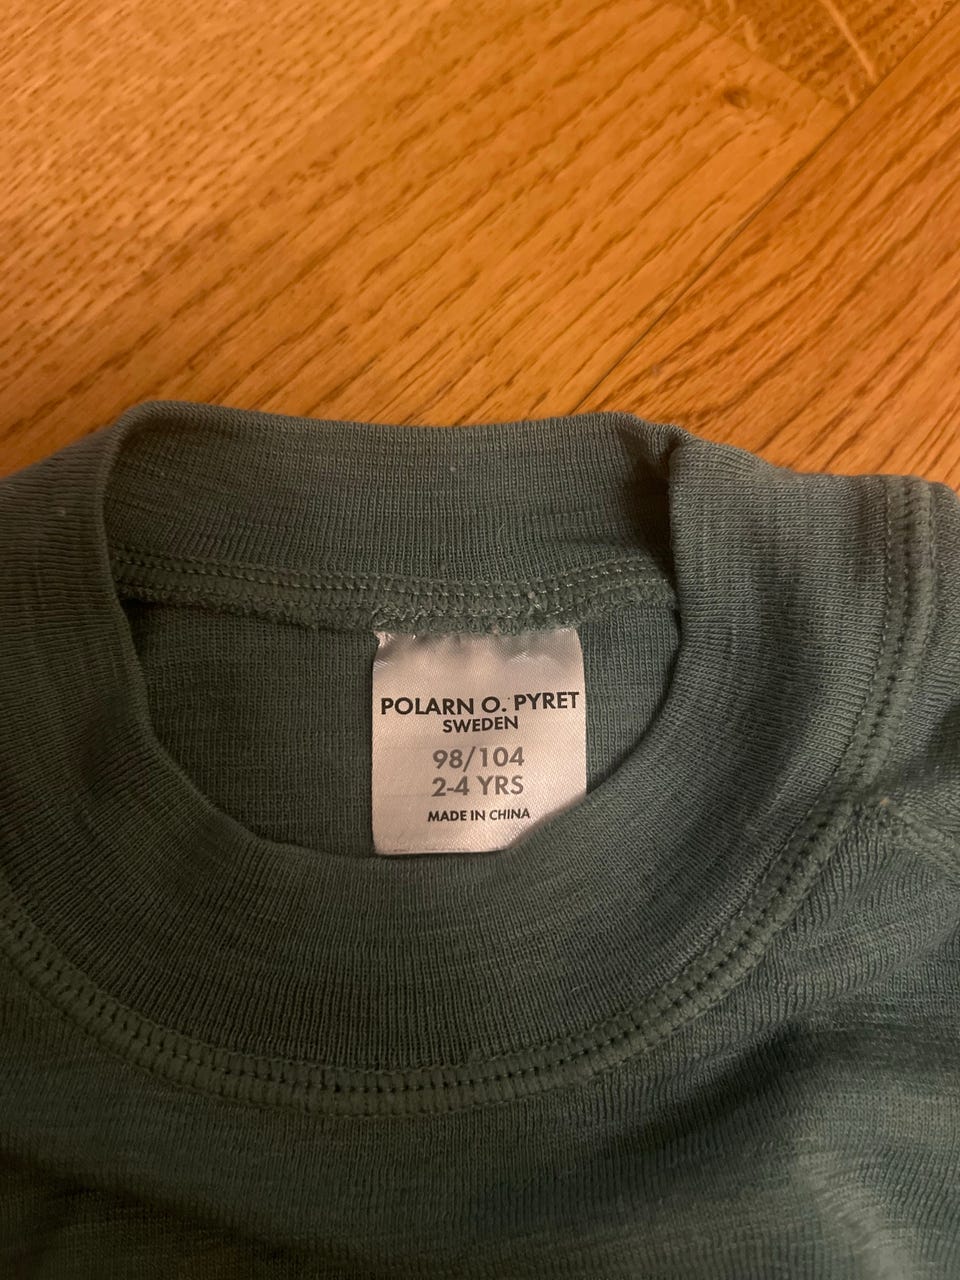 POLARN O. PYRET
SWEDEN
98/104
2-4 YRS
MADE IN CHINA